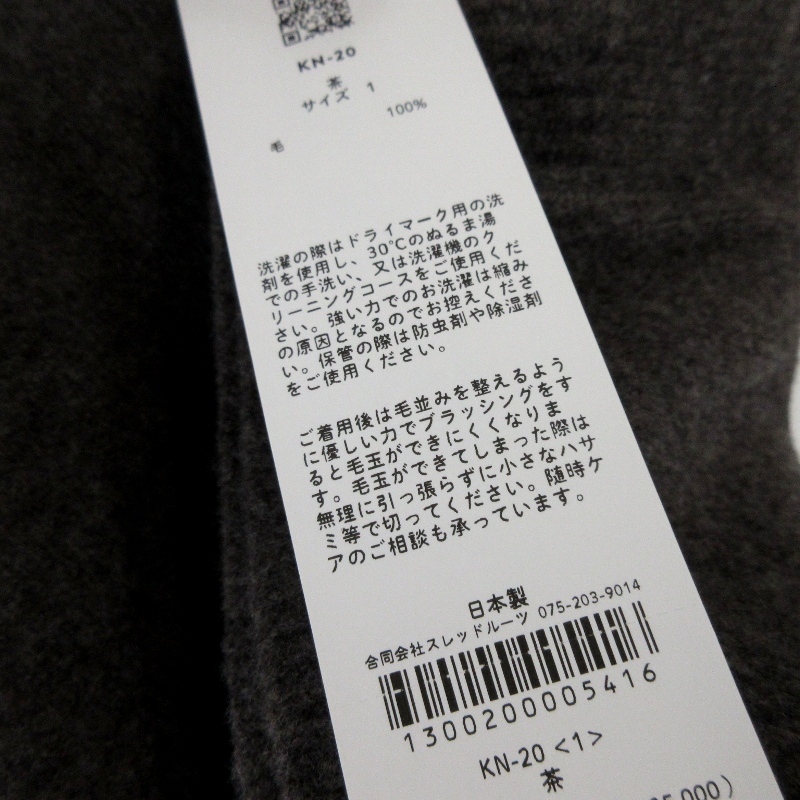 KN-20
茶
サイズ 1
毛 100%
洗濯の際はドライマーク用の洗
剤を使用し、30℃のぬるま湯
での手洗い、又は洗濯機のク
リーニングコースをご使用くだ
さい。強い力でのお洗濯は縮み
の原因となるのでお控えくださ
い。保管の際は防虫剤や除湿剤
をご使用ください。
ご着用後は毛並みを整えるよう
に優しい力でブラッシングをす
ると毛玉ができにくくなりま
す。毛玉ができてしまった際は
無理に引っ張らずに小さなハサ
ミ等で切ってください。随時ケ
アのご相談も承っています。
日本製
合同会社スレッドルーツ 075-203-9014
1300200005416
KN-20 <1>
茶
5,000)